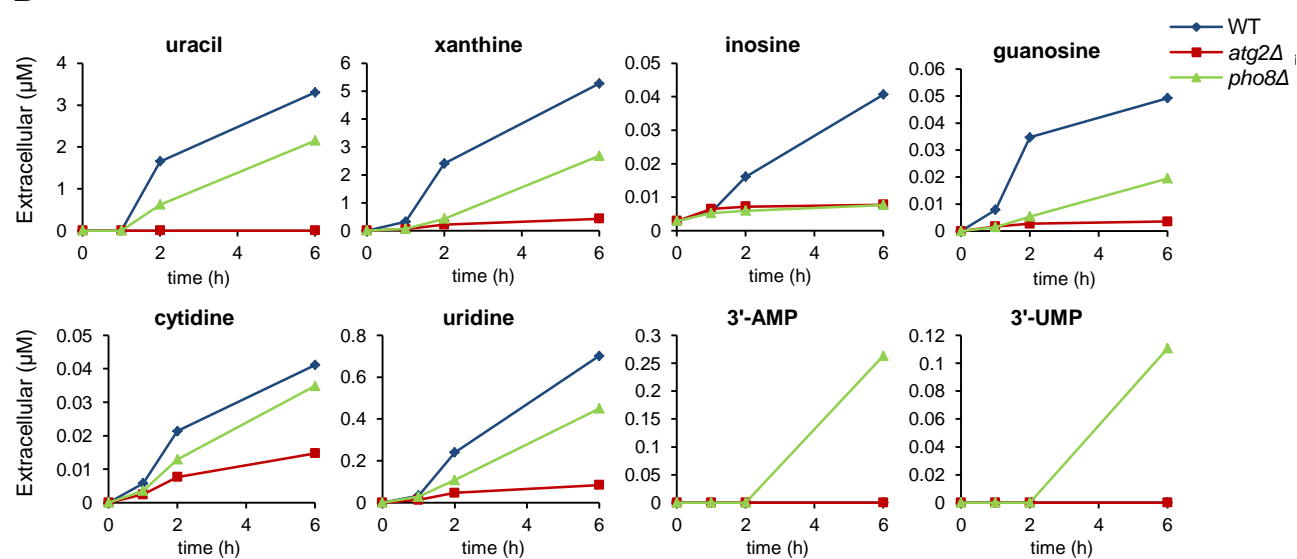 WT
atg2Δ
pho8Δ
uracil
xanthine
inosine
guanosine
Extracellular (µM)
4
3
2
1
0
0 2 4 6
time (h)
6
5
4
3
2
1
0
0 2 4 6
time (h)
0.05
0.04
0.03
0.02
0.01
0
0 2 4 6
time (h)
0.06
0.05
0.04
0.03
0.02
0.01
0
0 2 4 6
time (h)
cytidine
uridine
3'-AMP
3'-UMP
Extracellular (µM)
0.05
0.04
0.03
0.02
0.01
0
0 2 4 6
time (h)
0.8
0.6
0.4
0.2
0
0 2 4 6
time (h)
0.3
0.25
0.2
0.15
0.1
0.05
0
0 2 4 6
time (h)
0.12
0.1
0.08
0.06
0.04
0.02
0
0 2 4 6
time (h)